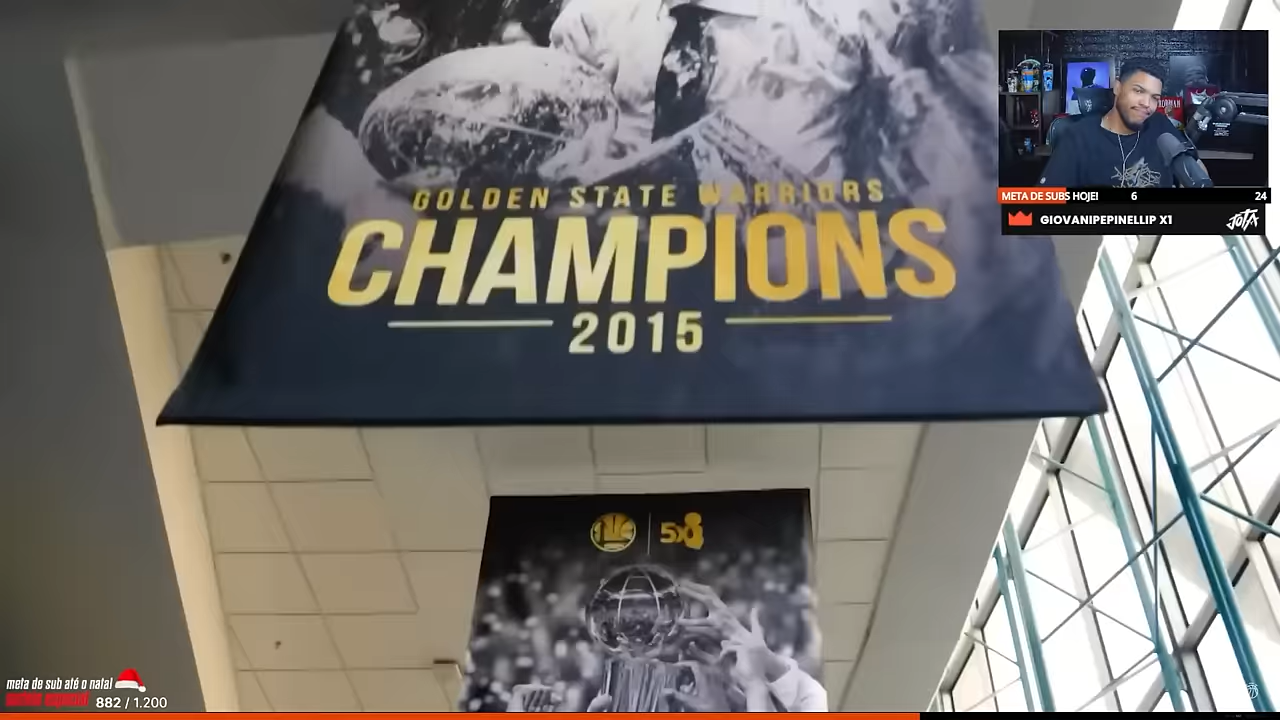 GOLDEN STATE WARRIORS
CHAMPIONS
2015
5X
META DE SUBS HOJE! 6 24
GIOVANIPEPINELLIP X1
JOTA
meta de sub até o natal
882 / 1.200